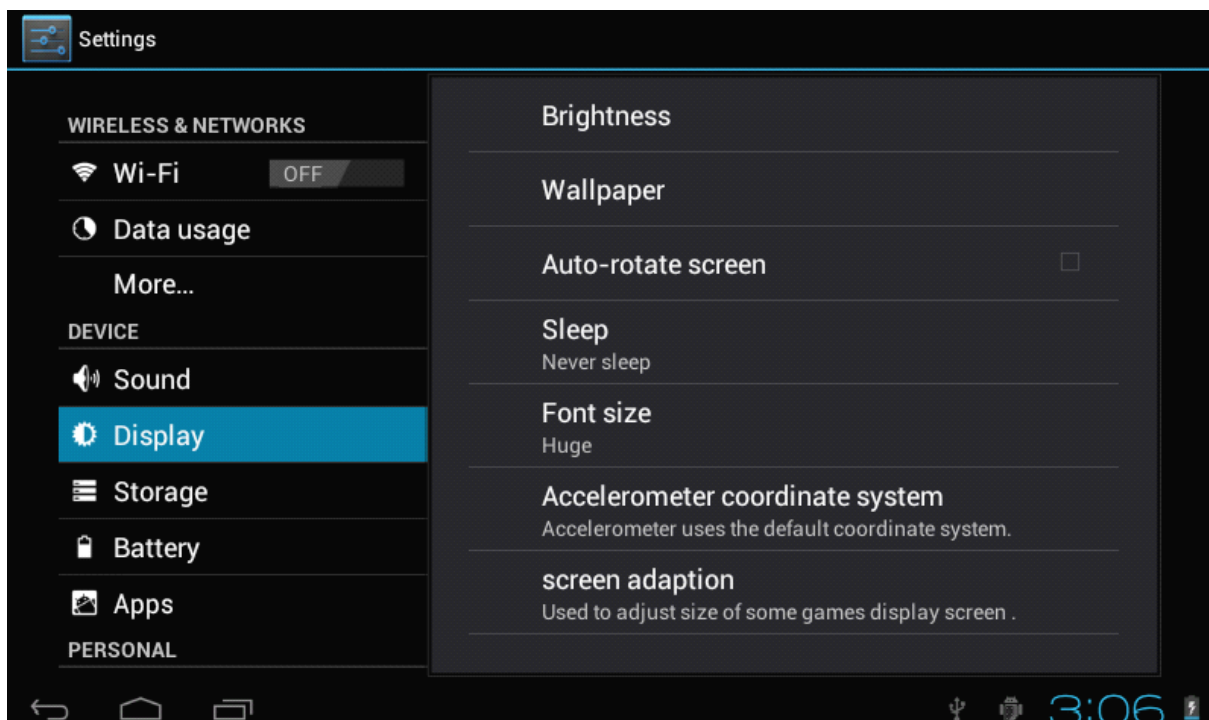 Settings
WIRELESS & NETWORKS
Wi-Fi OFF
Data usage
More...
DEVICE
Sound
Display
Storage
Battery
Apps
PERSONAL
Brightness
Wallpaper
Auto-rotate screen
Sleep
Never sleep
Font size
Huge
Accelerometer coordinate system
Accelerometer uses the default coordinate system.
screen adaption
Used to adjust size of some games display screen .
3:06